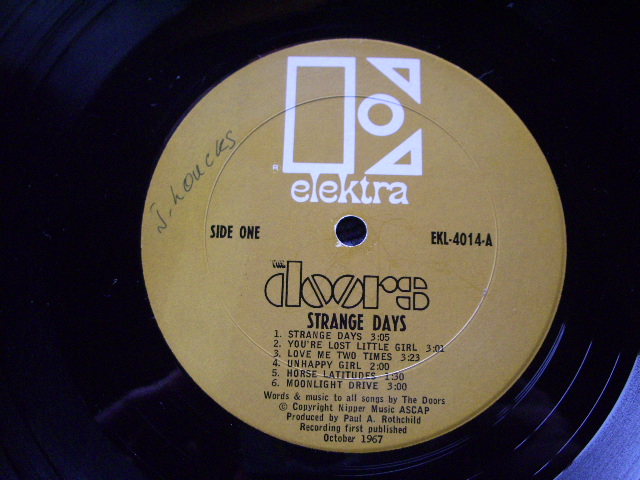 ®
elektra
J. Loucks
SIDE ONE
EKL-4014-A
THE
doors
STRANGE DAYS
1. STRANGE DAYS 3:05
2. YOU'RE LOST LITTLE GIRL 3:01
3. LOVE ME TWO TIMES 3:23
4. UNHAPPY GIRL 2:00
5. HORSE LATITUDES 1:30
6. MOONLIGHT DRIVE 3:00
Words & music to all songs by The Doors
© Copyright Nipper Music ASCAP
Produced by Paul A. Rothchild
Recording first published
October 1967